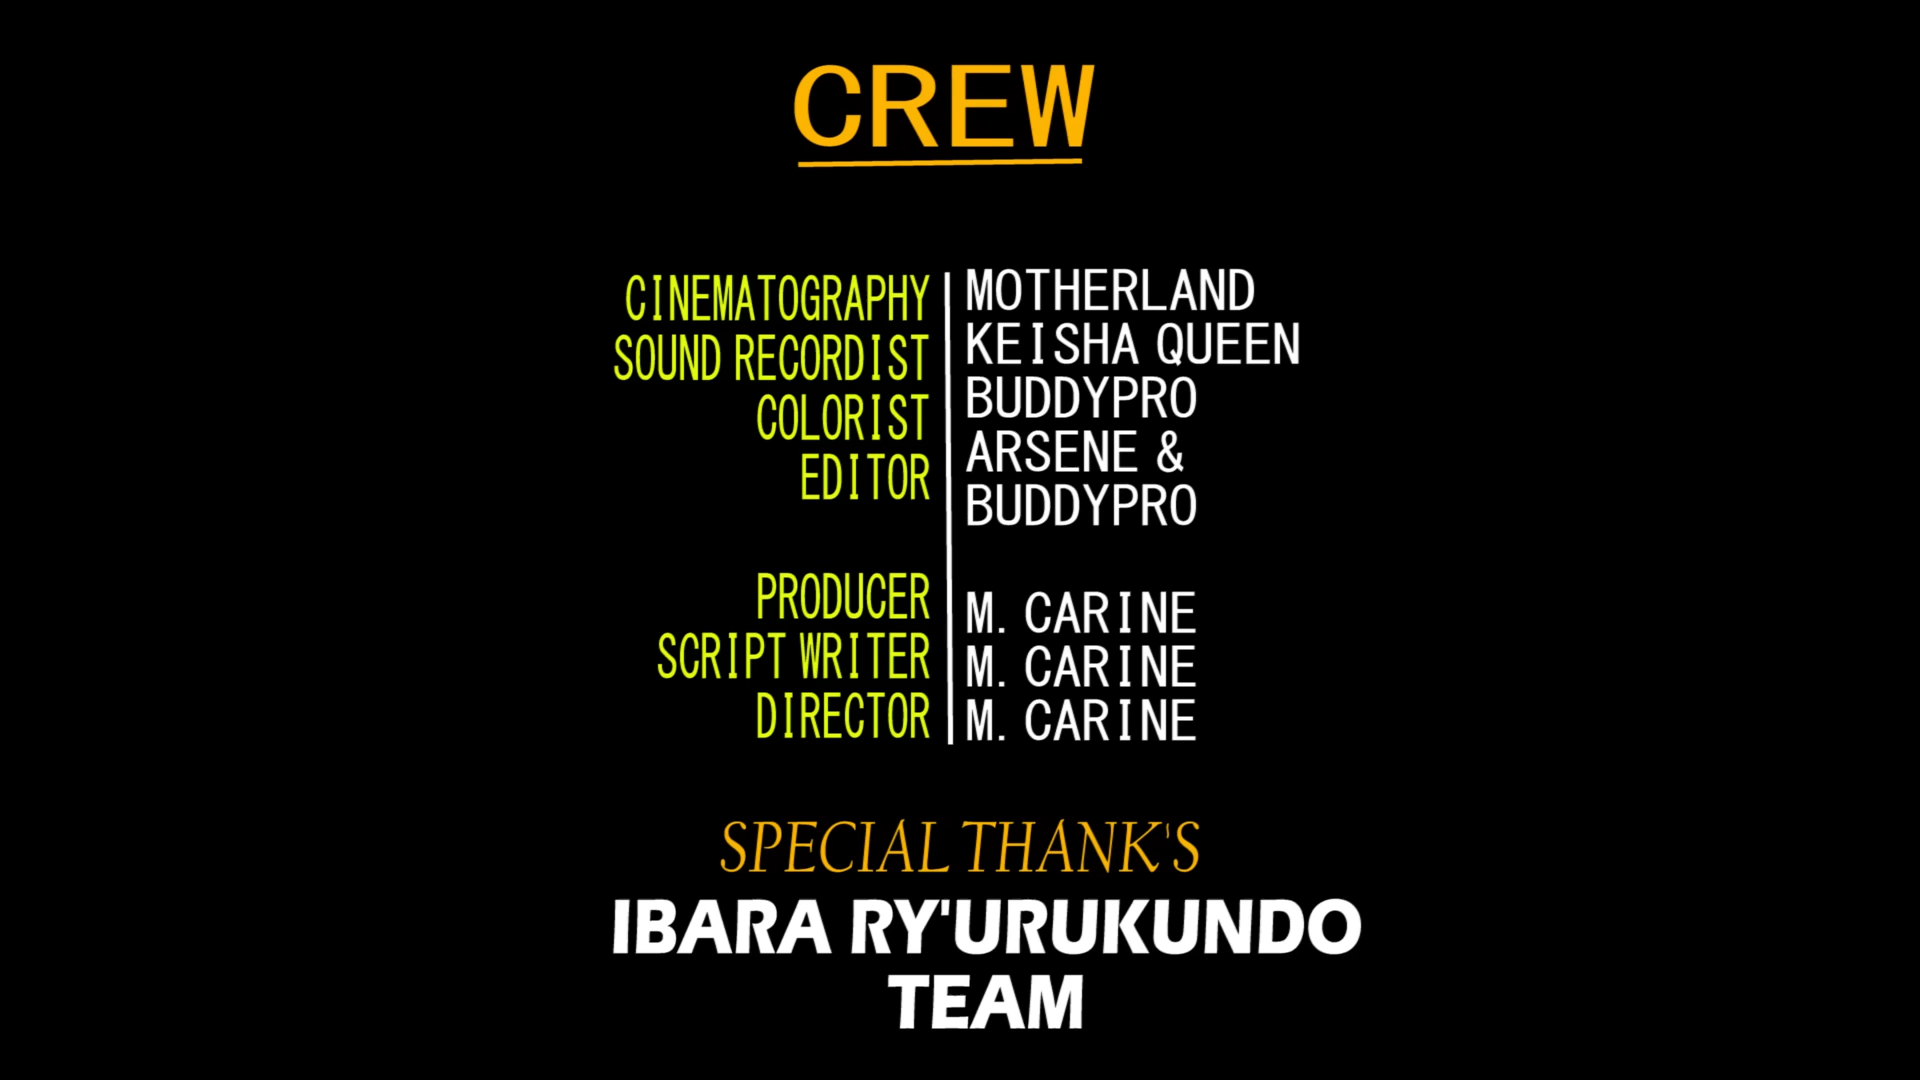 CREW
CINEMATOGRAPHY MOTHERLAND
SOUND RECORDIST KEISHA QUEEN
COLORIST BUDDYPRO
EDITOR ARSENE &
BUDDYPRO
PRODUCER M. CARINE
SCRIPT WRITER M. CARINE
DIRECTOR M. CARINE
SPECIAL THANK'S
IBARA RY'URUKUNDO
TEAM